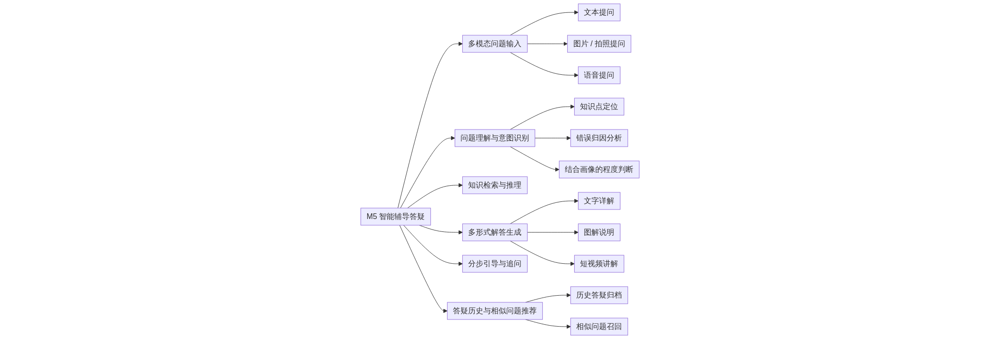 M5 智能辅导答疑
多模态问题输入
文本提问
图片 / 拍照提问
语音提问
问题理解与意图识别
知识点定位
错误归因分析
结合画像的程度判断
知识检索与推理
多形式解答生成
文字详解
图解说明
短视频讲解
分步引导与追问
答疑历史与相似问题推荐
历史答疑归档
相似问题召回